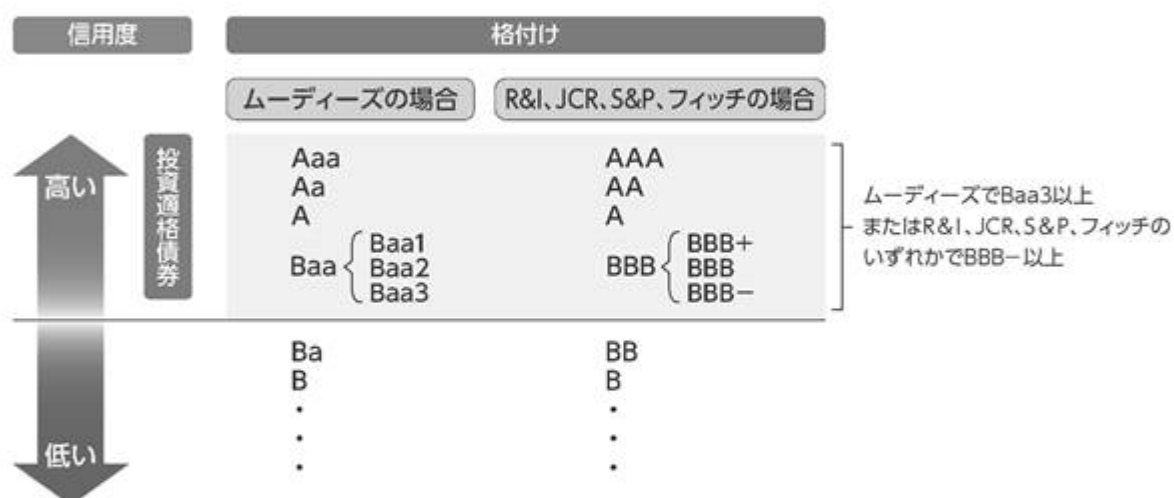 信用度
格付け
ムーディーズの場合
R&I、JCR、S&P、フィッチの場合
高い
投資適格債券
Aaa
AAA
Aa
AA
A
A
Baa
Baa1
Baa2
Baa3
BBB
BBB+
BBB
BBB−
ムーディーズでBaa3以上
またはR&I、JCR、S&P、フィッチの
いずれかでBBB−以上
Ba
BB
B
B
・
・
・
・
・
・
低い